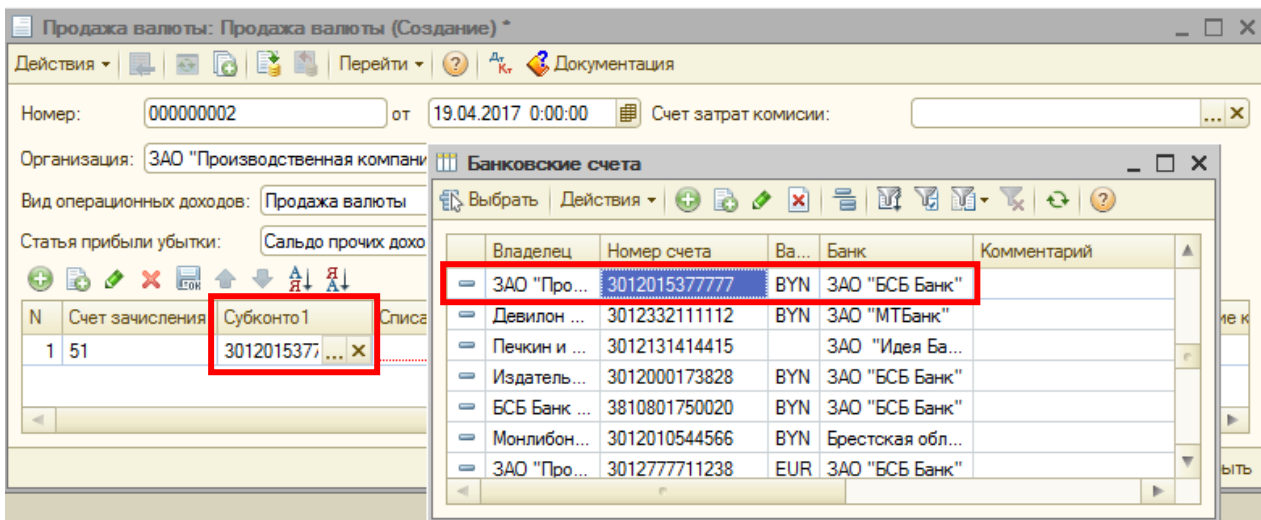 Продажа валюты: Продажа валюты (Создание) *
Действия Перейти Дт Кт Документация
Номер: 000000002 от 19.04.2017 0:00:00 Счет затрат комисии:
Организация: ЗАО "Производственная компани
Вид операционных доходов: Продажа валюты
Статья прибыли убытки: Сальдо прочих дохо
N Счет зачисления Субконто1 Списа
1 51 3012015377 ...
ие к
ыть
Банковские счета
Выбрать Действия
Владелец Номер счета Ва... Банк Комментарий
ЗАО "Про... 3012015377777 BYN ЗАО "БСБ Банк"
Девилон ... 3012332111112 BYN ЗАО "МТБанк"
Печкин и ... 3012131414415 ЗАО "Идея Ба...
Издатель... 3012000173828 BYN ЗАО "БСБ Банк"
БСБ Банк ... 3810801750020 BYN ЗАО "БСБ Банк"
Монлибон... 3012010544566 BYN Брестская обл...
ЗАО "Про... 3012777711238 EUR ЗАО "БСБ Банк"